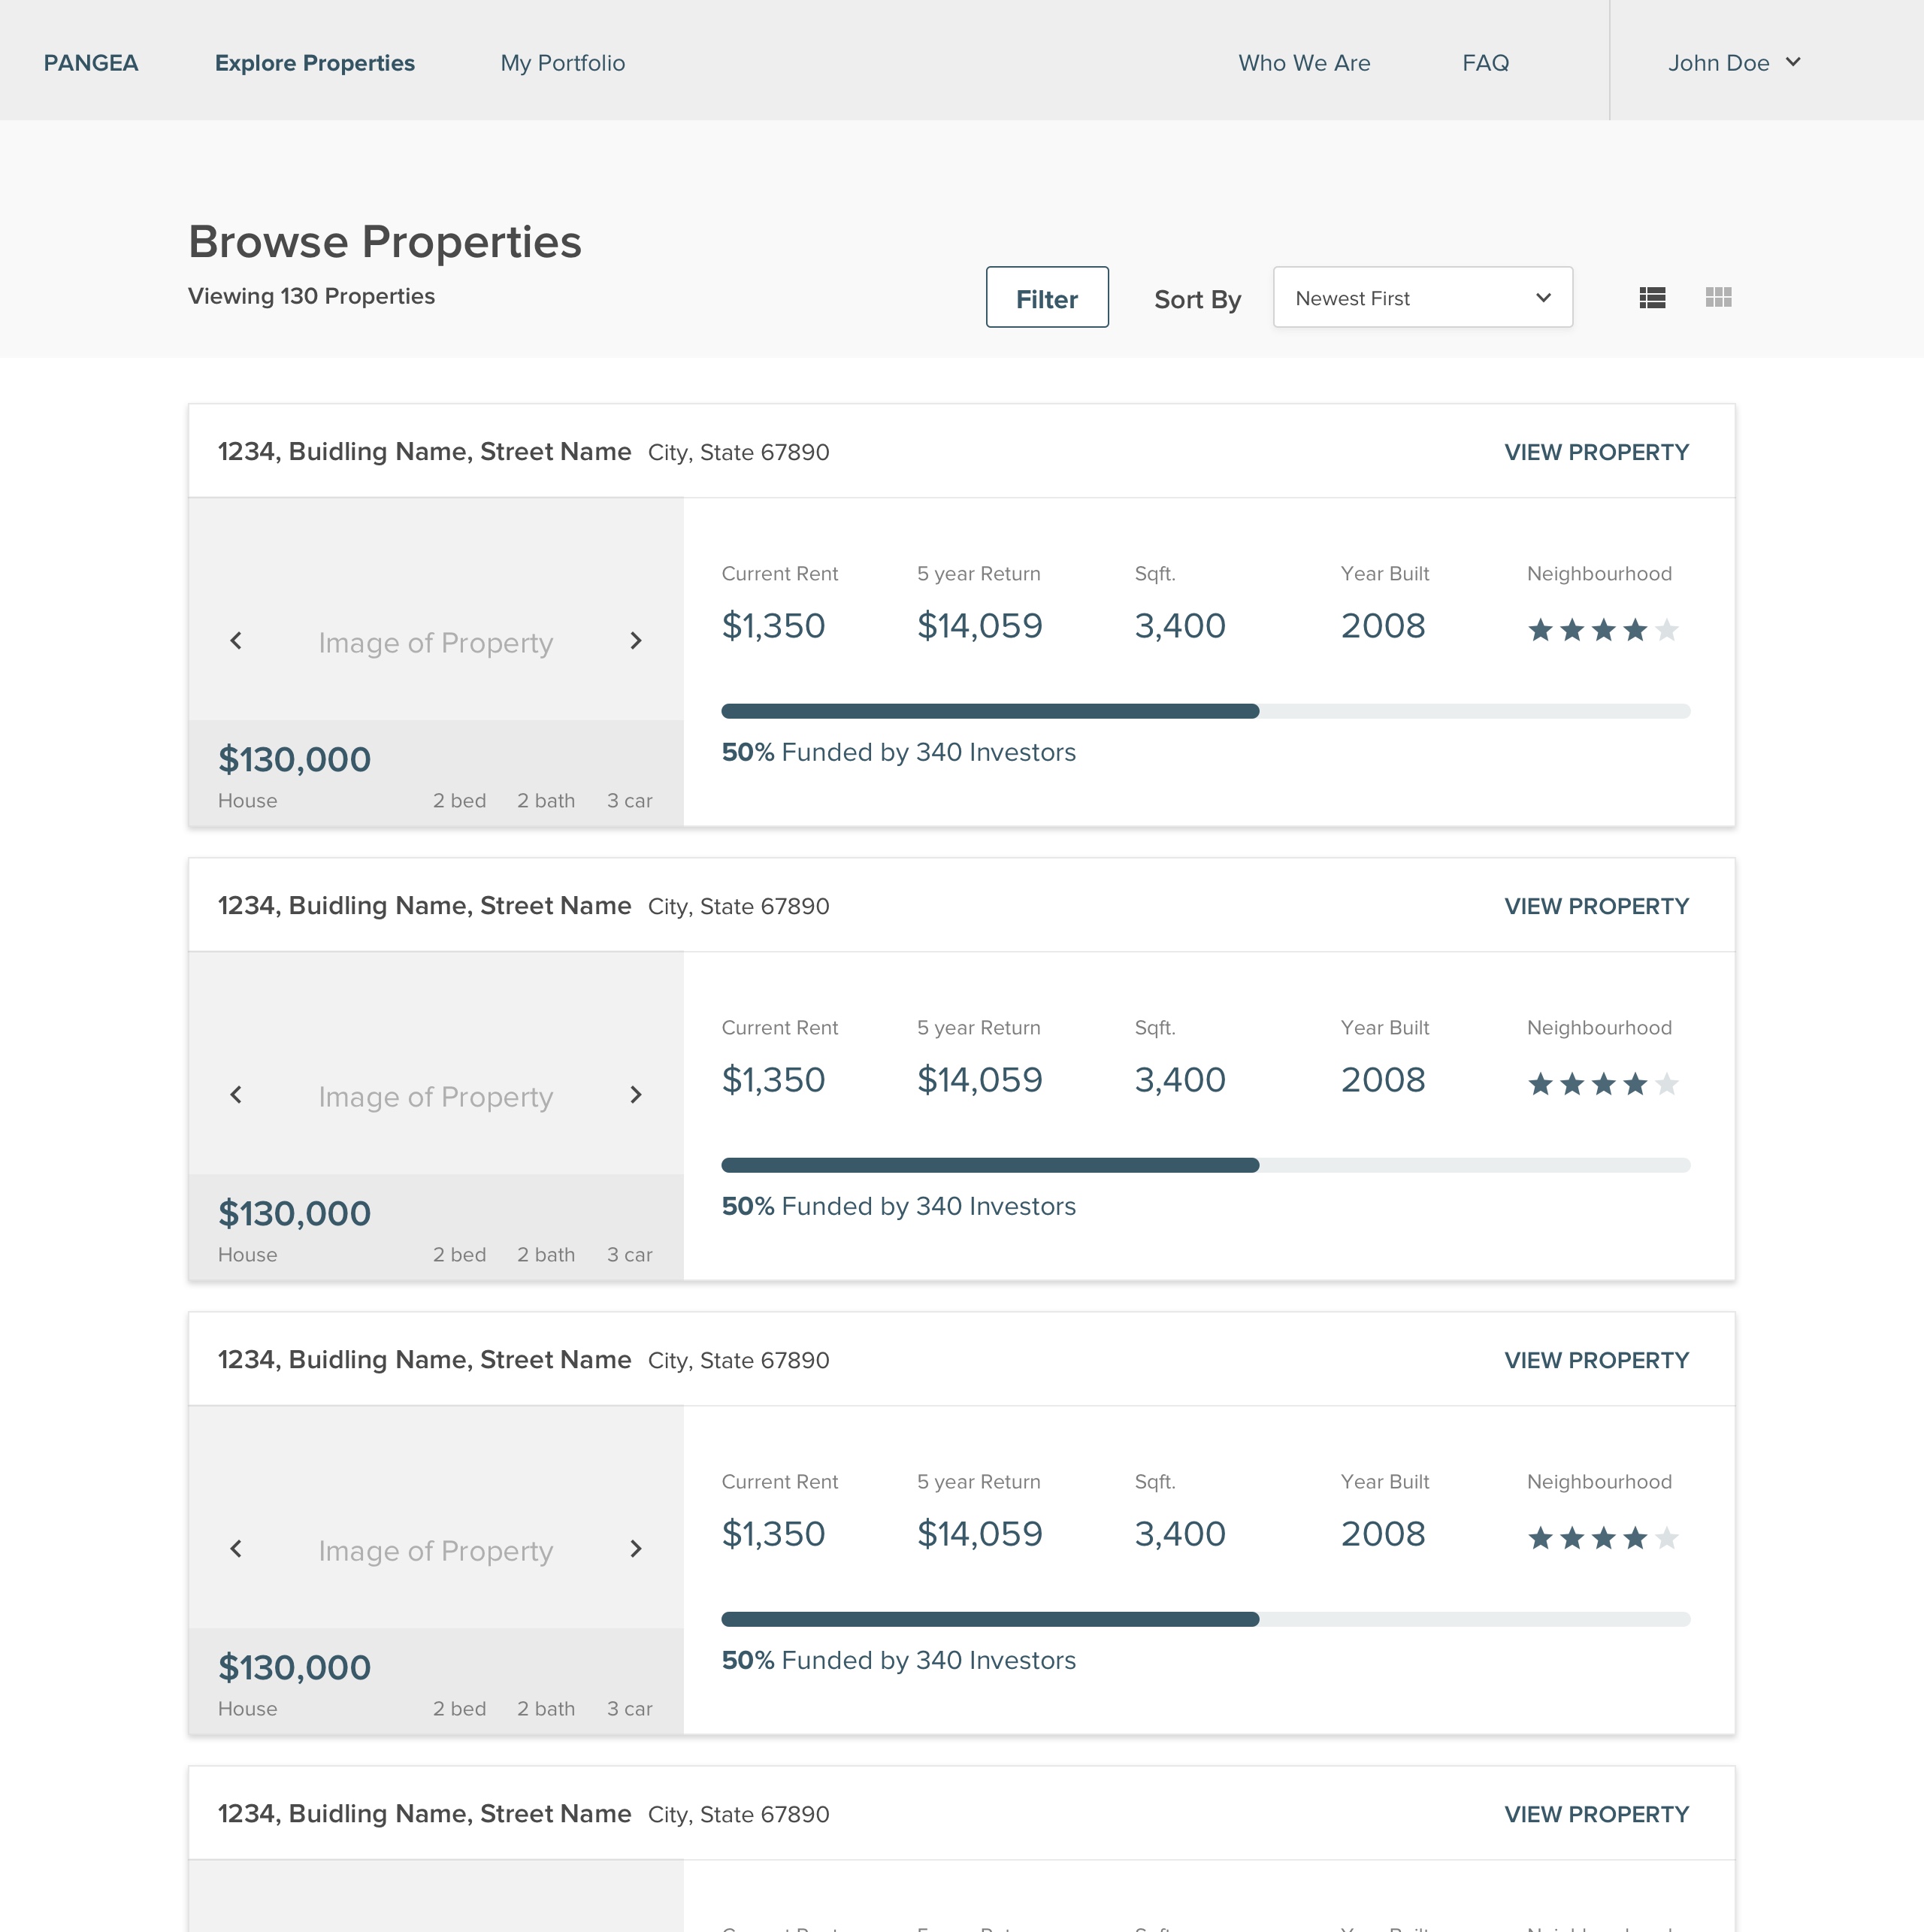 PANGEA Explore Properties My Portfolio Who We Are FAQ John Doe
Browse Properties
Viewing 130 Properties
Filter Sort By Newest First
1234, Buidling Name, Street Name City, State 67890 VIEW PROPERTY
Current Rent 5 year Return Sqft. Year Built Neighbourhood
$1,350 $14,059 3,400 2008
Image of Property
50% Funded by 340 Investors
$130,000
House 2 bed 2 bath 3 car
1234, Buidling Name, Street Name City, State 67890 VIEW PROPERTY
Current Rent 5 year Return Sqft. Year Built Neighbourhood
$1,350 $14,059 3,400 2008
Image of Property
50% Funded by 340 Investors
$130,000
House 2 bed 2 bath 3 car
1234, Buidling Name, Street Name City, State 67890 VIEW PROPERTY
Current Rent 5 year Return Sqft. Year Built Neighbourhood
$1,350 $14,059 3,400 2008
Image of Property
50% Funded by 340 Investors
$130,000
House 2 bed 2 bath 3 car
1234, Buidling Name, Street Name City, State 67890 VIEW PROPERTY